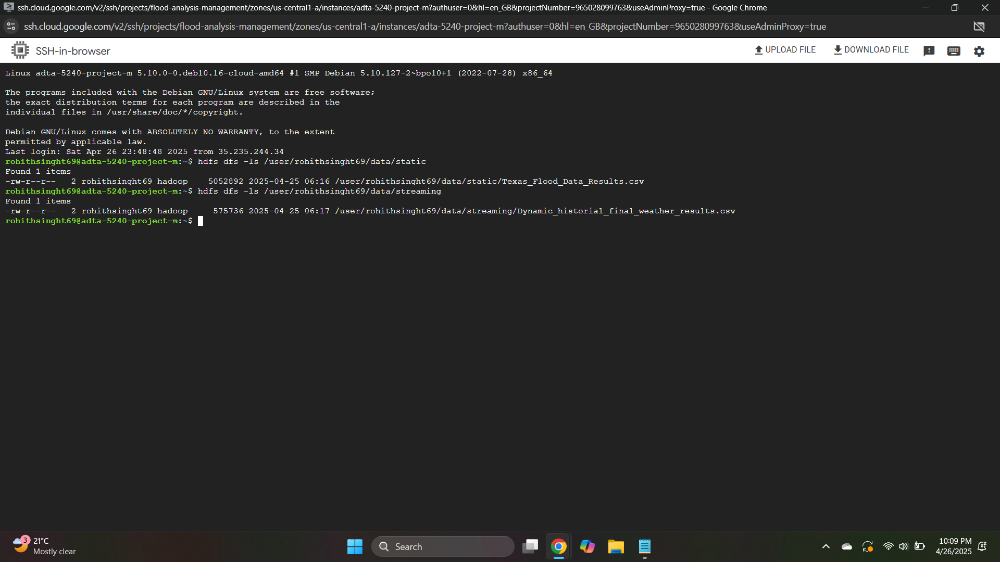 ssh.cloud.google.com/v2/ssh/projects/flood-analysis-management/zones/us-central1-a/instances/adta-5240-project-m?authuser=0&hl=en_GB&projectNumber=965028099763&useAdminProxy=true - Google Chrome
ssh.cloud.google.com/v2/ssh/projects/flood-analysis-management/zones/us-central1-a/instances/adta-5240-project-m?authuser=0&hl=en_GB&projectNumber=965028099763&useAdminProxy=true
SSH-in-browser
UPLOAD FILE
DOWNLOAD FILE
Linux adta-5240-project-m 5.10.0-0.deb10.16-cloud-amd64 #1 SMP Debian 5.10.127-2~bpo10+1 (2022-07-28) x86_64
The programs included with the Debian GNU/Linux system are free software;
the exact distribution terms for each program are described in the
individual files in /usr/share/doc/*/copyright.
Debian GNU/Linux comes with ABSOLUTELY NO WARRANTY, to the extent
permitted by applicable law.
Last login: Sat Apr 26 23:48:48 2025 from 35.235.244.34
rohithsinght69@adta-5240-project-m:~$ hdfs dfs -ls /user/rohithsinght69/data/static
Found 1 items
-rw-r--r--   2 rohithsinght69 hadoop    5052892 2025-04-25 06:16 /user/rohithsinght69/data/static/Texas_Flood_Data_Results.csv
rohithsinght69@adta-5240-project-m:~$ hdfs dfs -ls /user/rohithsinght69/data/streaming
Found 1 items
-rw-r--r--   2 rohithsinght69 hadoop     575736 2025-04-25 06:17 /user/rohithsinght69/data/streaming/Dynamic_historial_final_weather_results.csv
rohithsinght69@adta-5240-project-m:~$
3
21°C
Mostly clear
Search
10:09 PM
4/26/2025